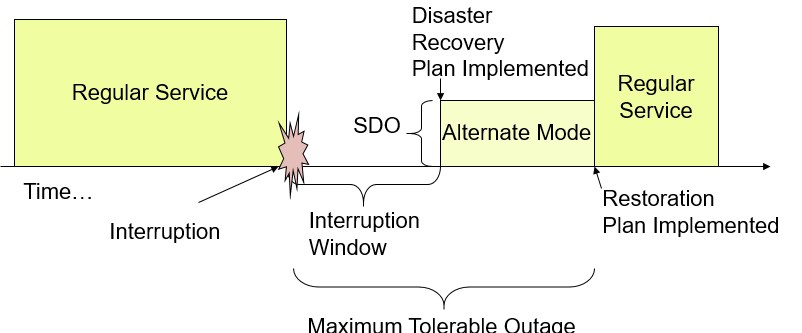 Disaster
Recovery
Plan Implemented
Regular Service
Regular
Service
SDO
Alternate Mode
Time…
Interruption
Interruption
Window
Restoration
Plan Implemented
Maximum Tolerable Outage